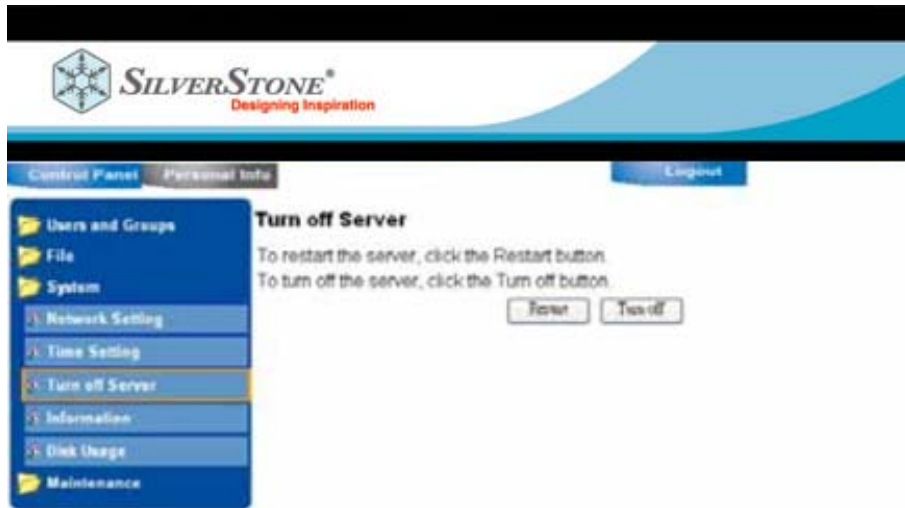 SILVERSTONE®
Designing Inspiration
Control Panel Personal Info Logout
Users and Groups
File
System
Network Setting
Time Setting
Turn off Server
Information
Disk Usage
Maintenance
Turn off Server
To restart the server, click the Restart button.
To turn off the server, click the Turn off button.
Restart Turn off